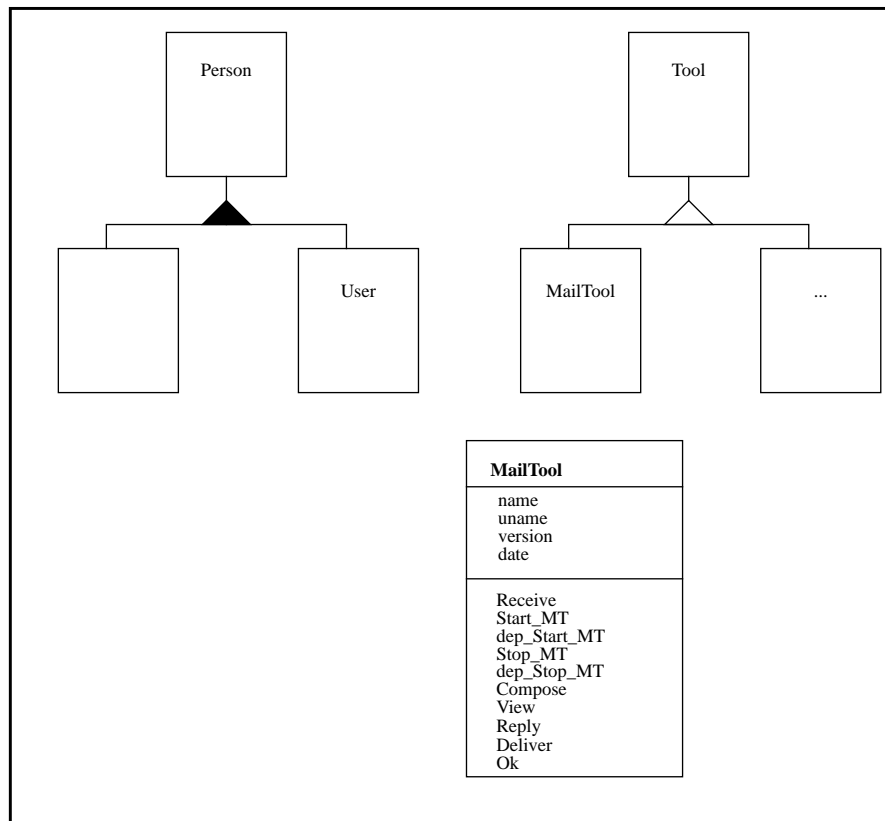 Person
Tool
User
MailTool
...
MailTool
name
uname
version
date
Receive
Start_MT
dep_Start_MT
Stop_MT
dep_Stop_MT
Compose
View
Reply
Deliver
Ok